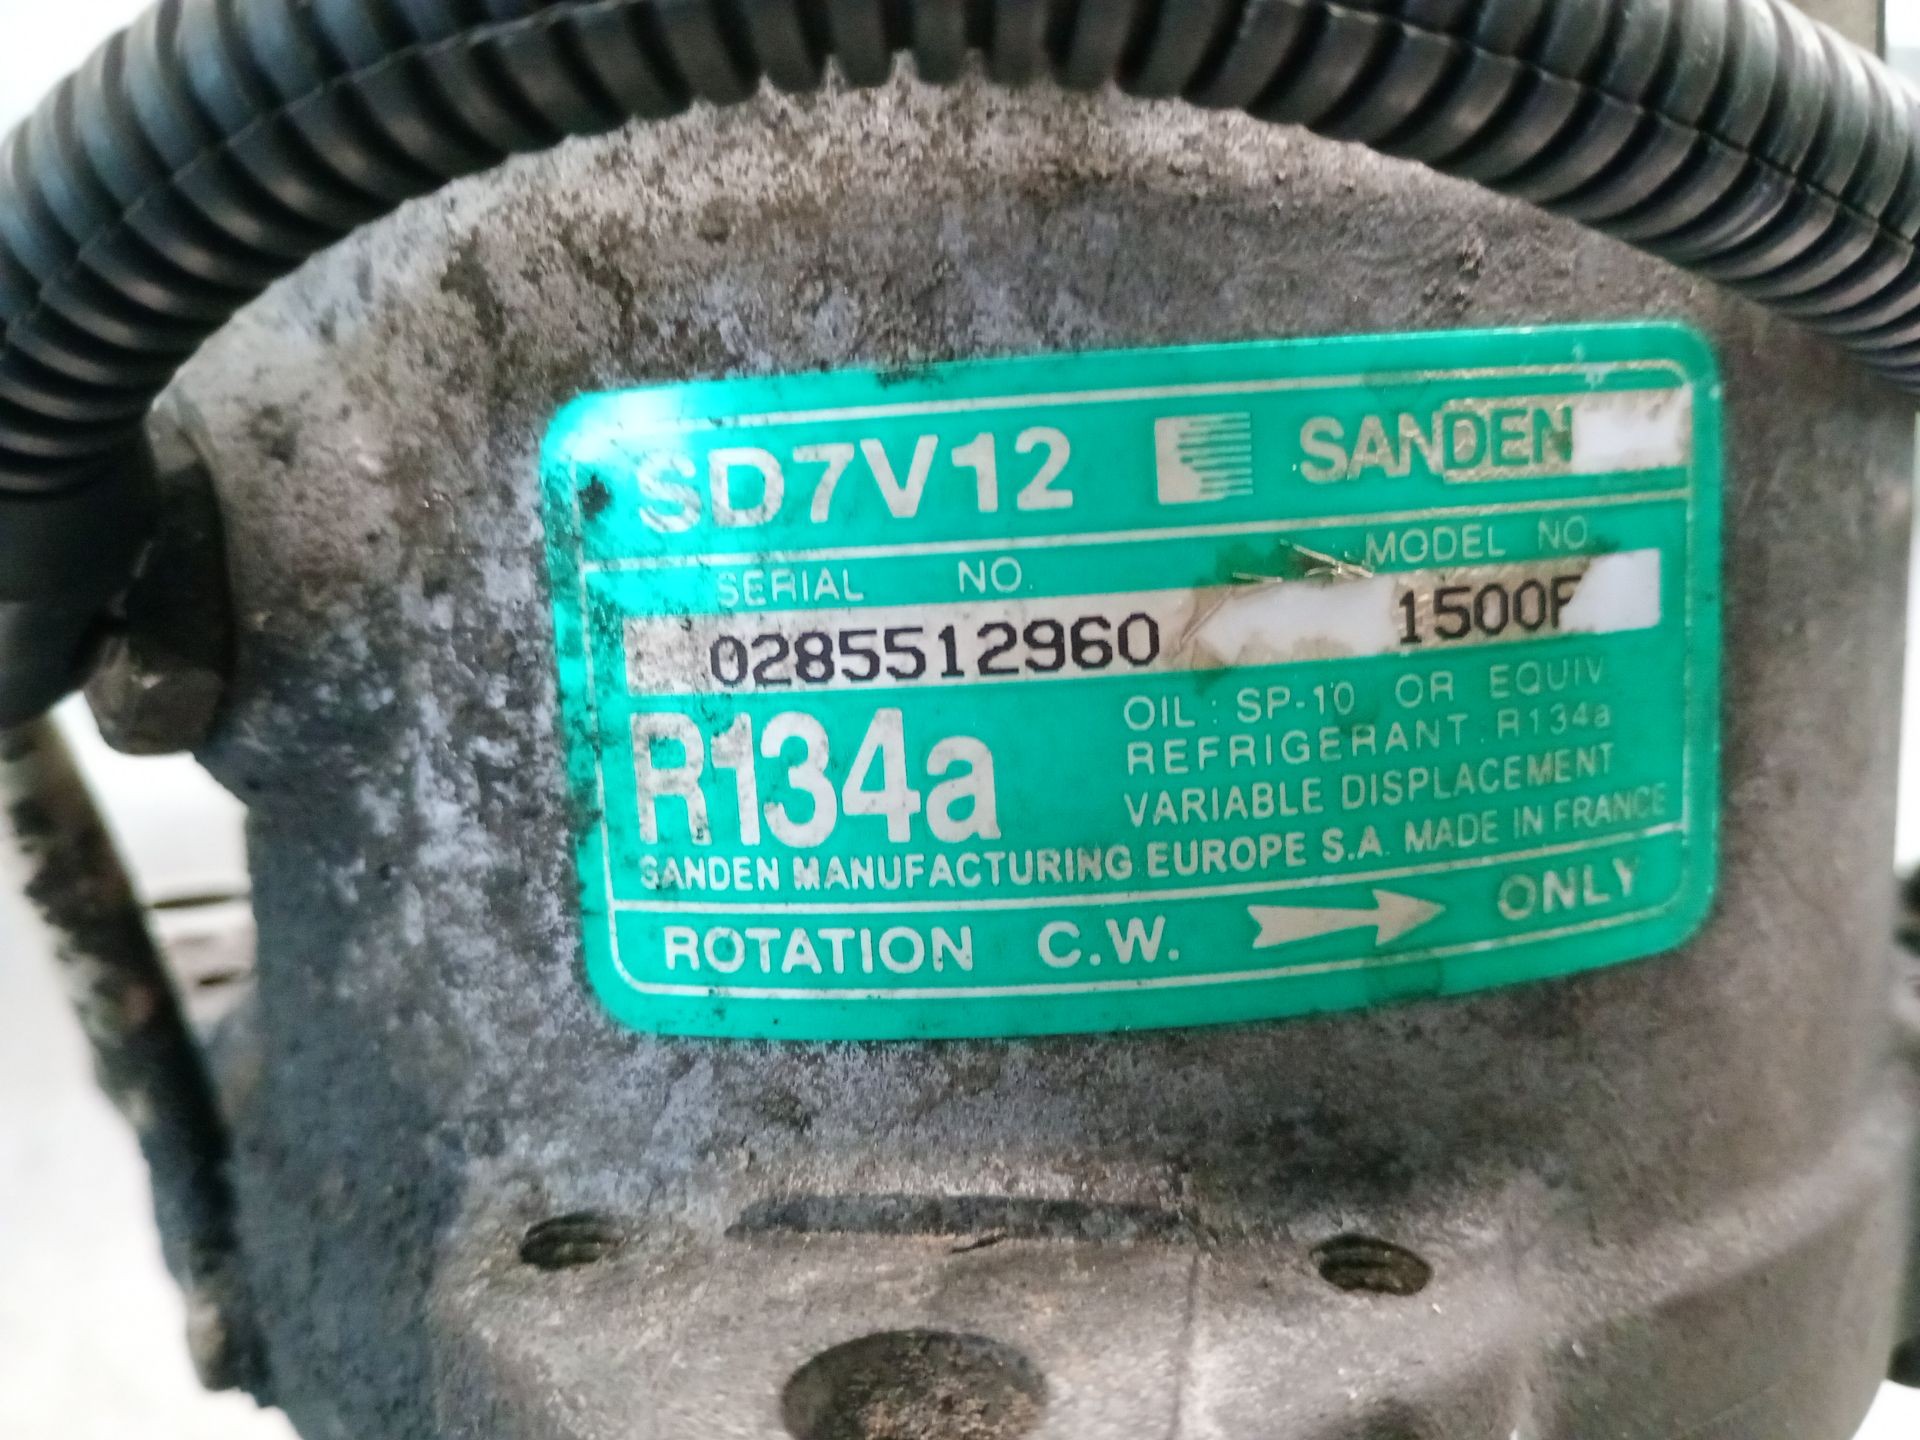 SD7V12 SANDEN
SERIAL NO. MODEL NO.
0285512960 1500F
R134a
OIL : SP-10 OR EQUIV
REFRIGERANT : R134a
VARIABLE DISPLACEMENT
SANDEN MANUFACTURING EUROPE S.A. MADE IN FRANCE
ROTATION C.W. ONLY